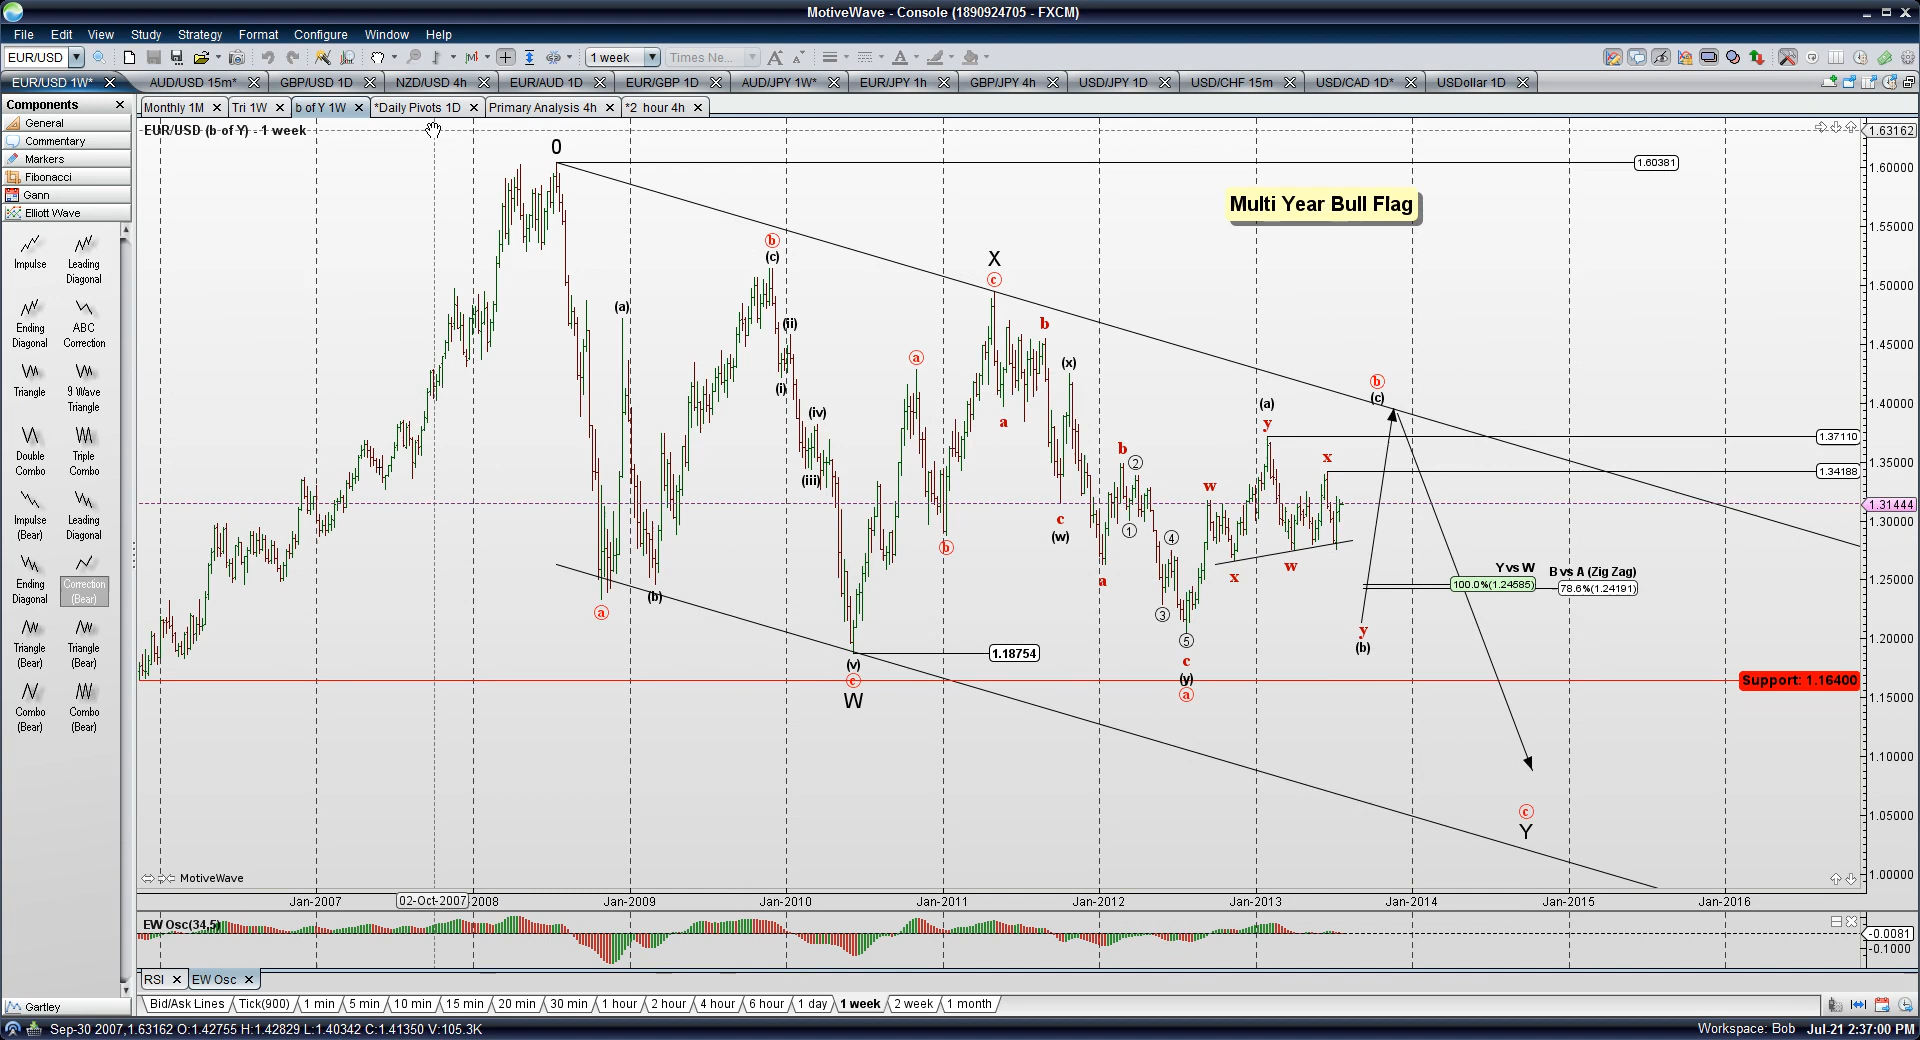 MotiveWave - Console (1890924705 - FXCM)
File Edit View Study Strategy Format Configure Window Help
EUR/USD 1 week Times Ne...
EUR/USD 1W* AUD/USD 15m* GBP/USD 1D NZD/USD 4h EUR/AUD 1D EUR/GBP 1D AUD/JPY 1W* EUR/JPY 1h GBP/JPY 4h USD/JPY 1D USD/CHF 15m USD/CAD 1D* USDollar 1D
Components
Monthly 1M Tri 1W b of Y 1W *Daily Pivots 1D Primary Analysis 4h *2 hour 4h
General
Commentary
Markers
Fibonacci
Gann
Elliott Wave
Impulse
Leading Diagonal
Ending Diagonal
ABC Correction
Triangle
9 Wave Triangle
Double Combo
Triple Combo
Impulse (Bear)
Leading Diagonal
Ending Diagonal
Correction (Bear)
Triangle (Bear)
Triangle (Bear)
Combo (Bear)
Combo (Bear)
Gartley
EUR/USD (b of Y) - 1 week
0
1.60381
Multi Year Bull Flag
b
(c)
X
c
(a)
(ii)
b
a
(x)
b
(c)
(i)
(iv)
a
(a)
y
1.37110
b
2
x
1.34188
(iii)
w
c
(w)
1
4
b
x
w
a
Y vs W
B vs A (Zig Zag)
100.0%(1.24585)
78.6%(1.24191)
(b)
a
3
5
y
(b)
1.18754
(v)
c
W
c
(y)
a
Support: 1.16400
c
Y
1.63162
1.60000
1.55000
1.50000
1.45000
1.40000
1.35000
1.31444
1.30000
1.25000
1.20000
1.15000
1.10000
1.05000
1.00000
MotiveWave
Jan-2007 02-Oct-2007 2008 Jan-2009 Jan-2010 Jan-2011 Jan-2012 Jan-2013 Jan-2014 Jan-2015 Jan-2016
EW Osc(34,5)
-0.0081
-0.1000
RSI EW Osc
Bid/Ask Lines Tick(900) 1 min 5 min 10 min 15 min 20 min 30 min 1 hour 2 hour 4 hour 6 hour 1 day 1 week 2 week 1 month
Sep-30 2007,1.63162 O:1.42755 H:1.42829 L:1.40342 C:1.41350 V:105.3K
Workspace: Bob Jul-21 2:37:00 PM